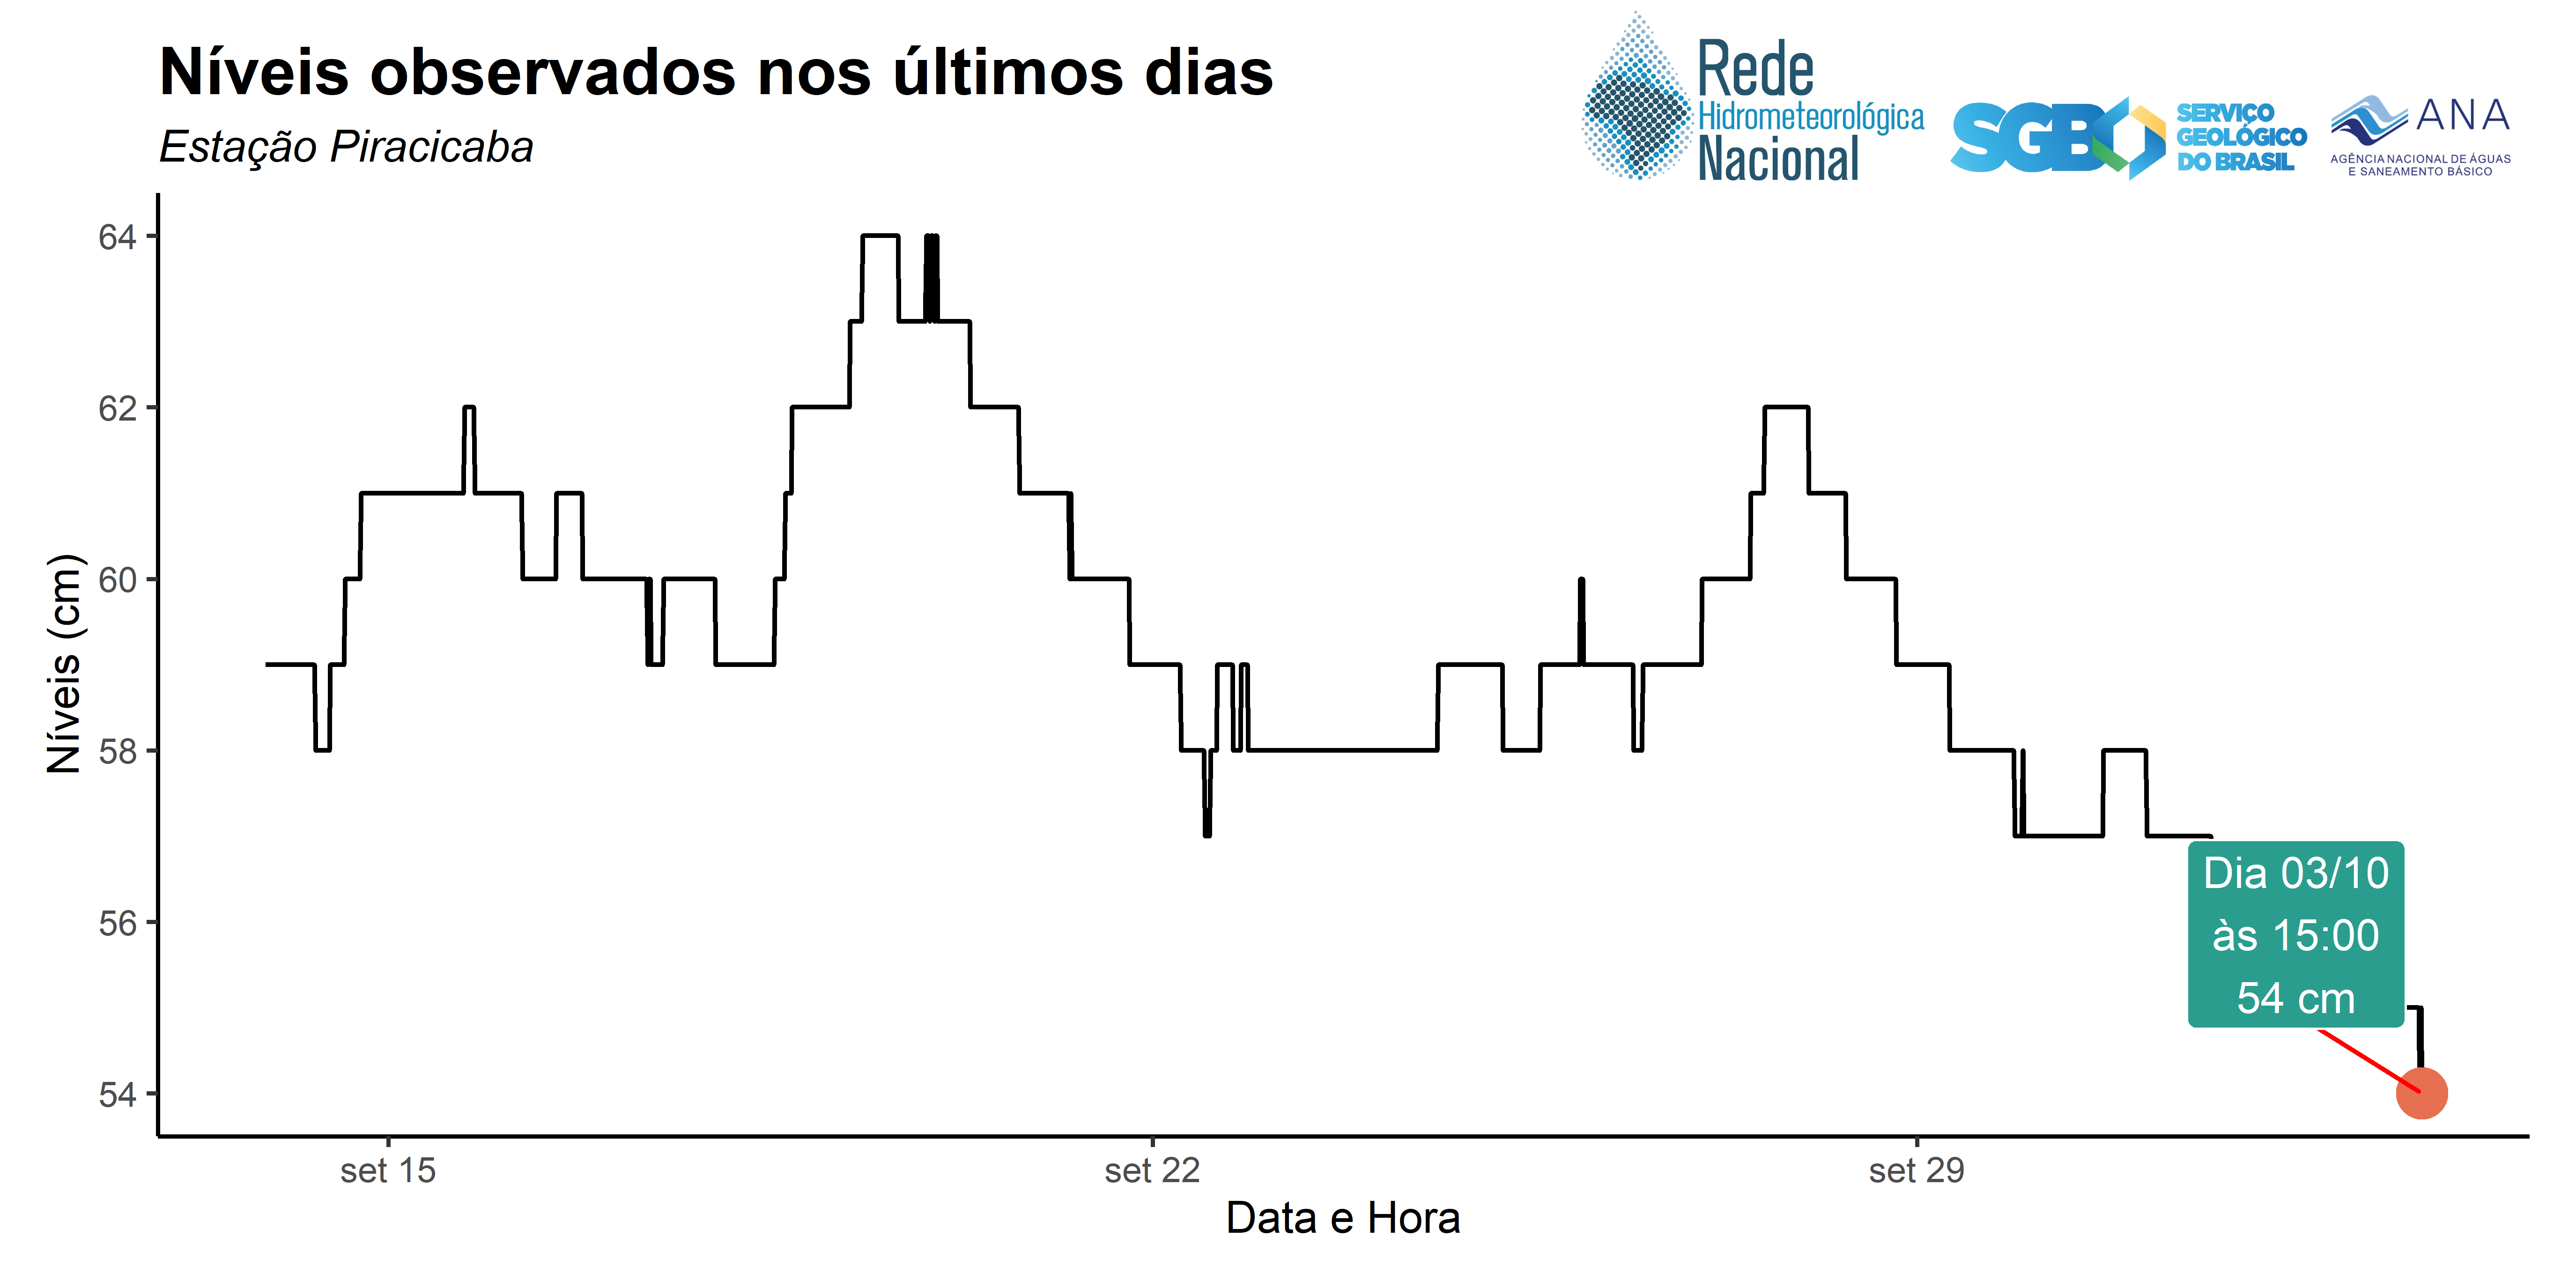 Níveis observados nos últimos dias
Estação Piracicaba
Rede
Hidrometeorológica
Nacional
SGB
SERVIÇO
GEOLÓGICO
DO BRASIL
ANA
AGÊNCIA NACIONAL DE ÁGUAS
E SANEAMENTO BÁSICO
64
62
60
58
56
54
Níveis (cm)
Dia 03/10
às 15:00
54 cm
set 15
set 22
set 29
Data e Hora